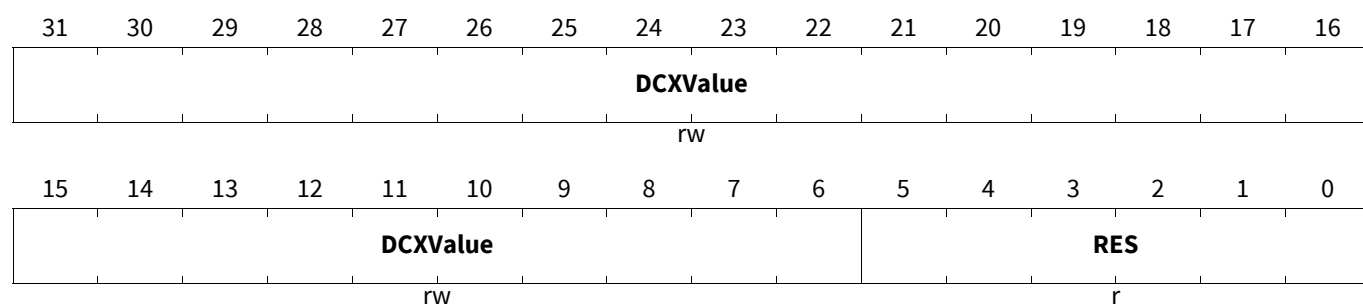 31 30 29 28 27 26 25 24 23 22 21 20 19 18 17 16
DCXValue
rw
15 14 13 12 11 10 9 8 7 6 5 4 3 2 1 0
DCXValue RES
rw r